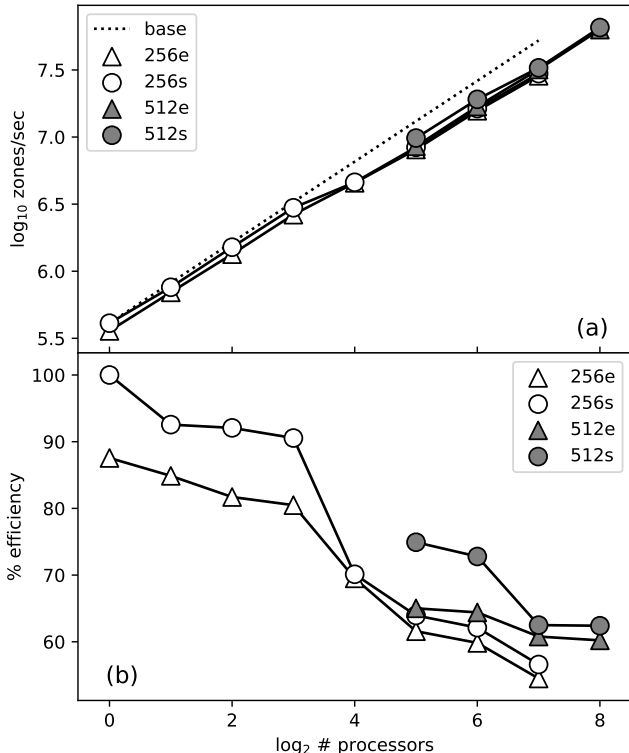 base
256e
256s
512e
512s
7.5
7.0
6.5
6.0
5.5
log10 zones/sec
(a)
256e
256s
512e
512s
100
90
80
70
60
% efficiency
(b)
0 2 4 6 8
log2 # processors